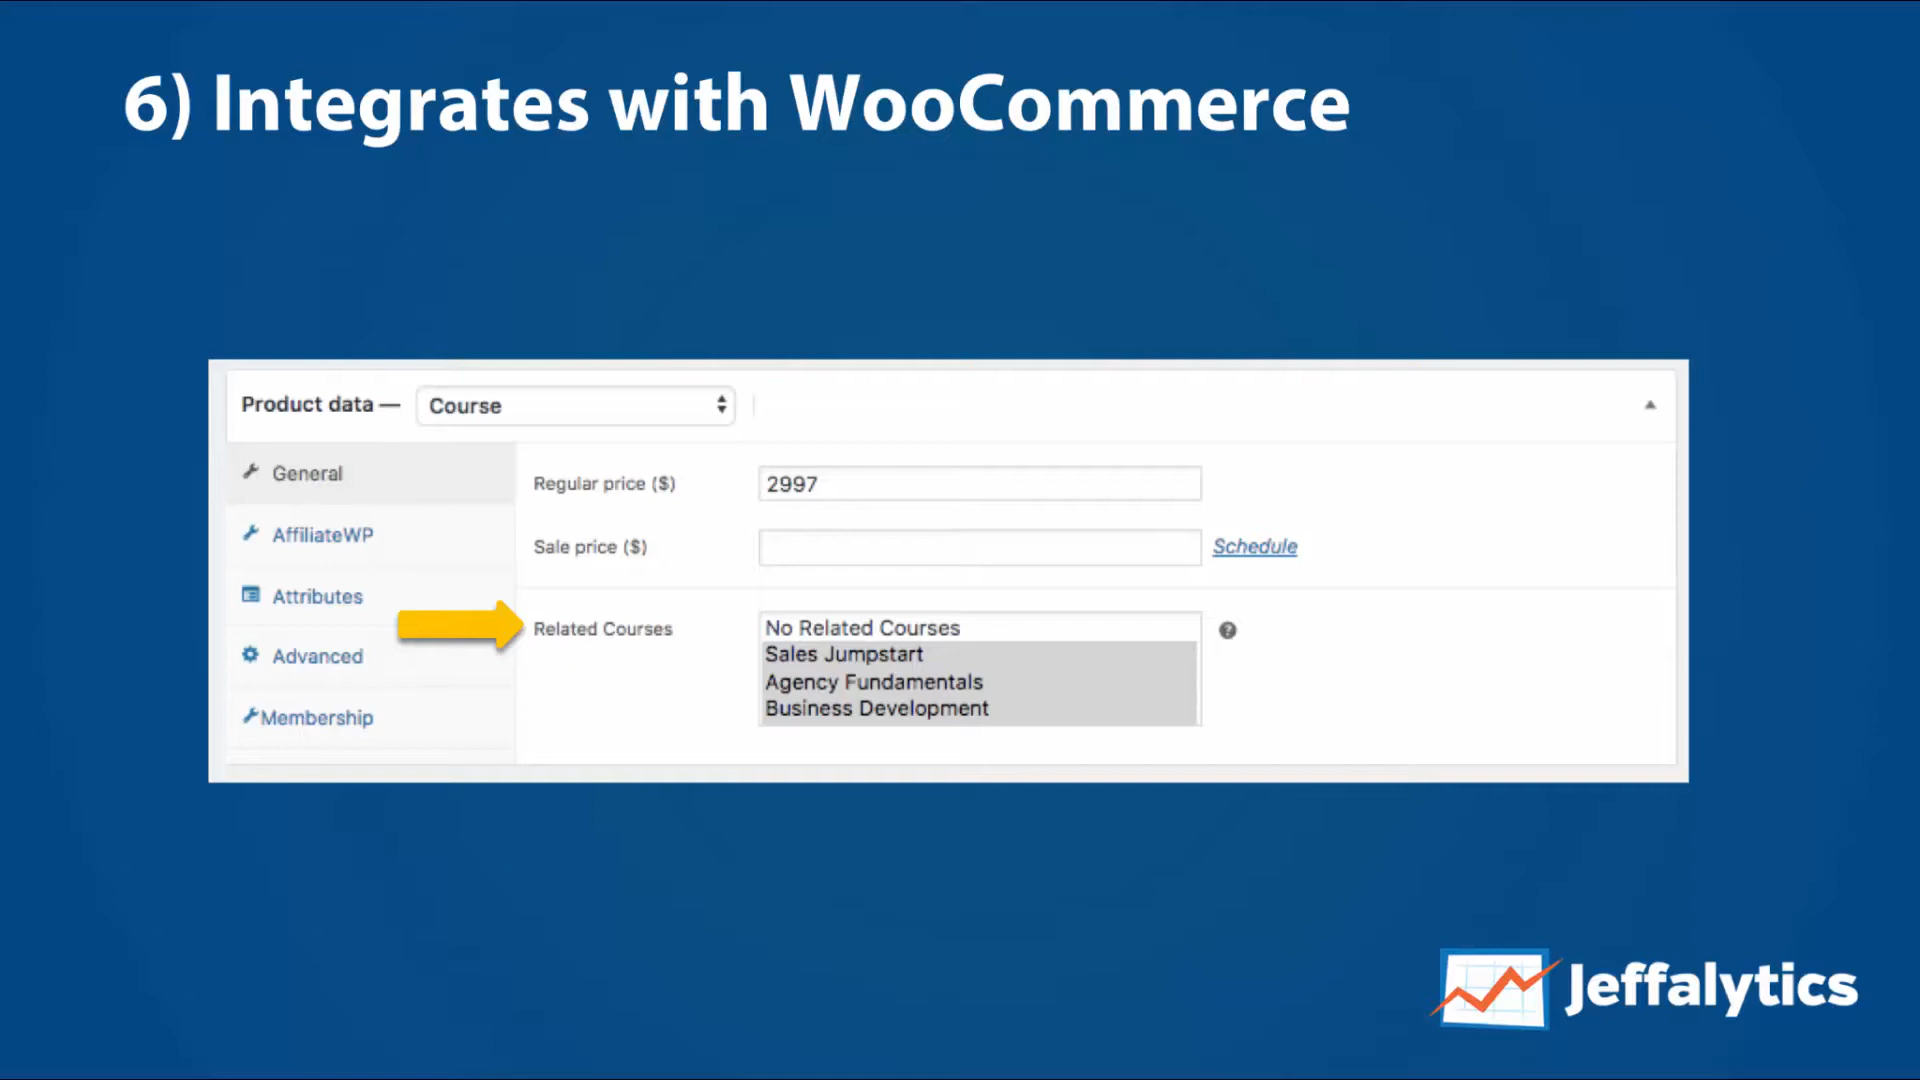 6) Integrates with WooCommerce
Product data — Course
General
Regular price ($) 2997
AffiliateWP
Sale price ($) Schedule
Attributes
Related Courses No Related Courses
Sales Jumpstart
Advanced
Agency Fundamentals
Business Development
Membership
Jeffalytics